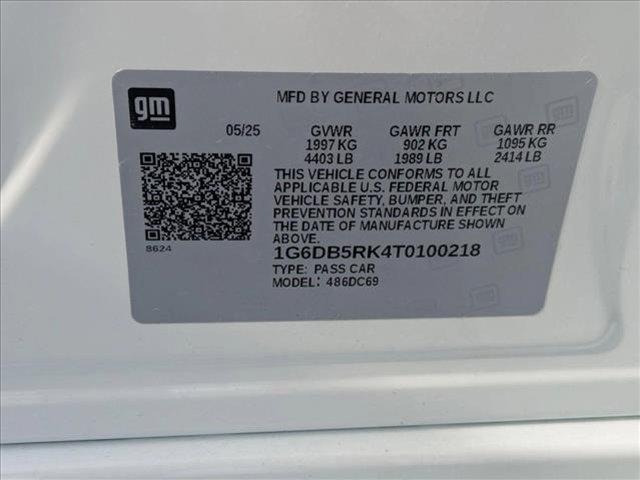 gm
MFD BY GENERAL MOTORS LLC
05/25 GVWR GAWR FRT GAWR RR
1997 KG 902 KG 1095 KG
4403 LB 1989 LB 2414 LB
THIS VEHICLE CONFORMS TO ALL
APPLICABLE U.S. FEDERAL MOTOR
VEHICLE SAFETY, BUMPER, AND THEFT
PREVENTION STANDARDS IN EFFECT ON
THE DATE OF MANUFACTURE SHOWN
ABOVE.
8624
1G6DB5RK4T0100218
TYPE: PASS CAR
MODEL: 486DC69